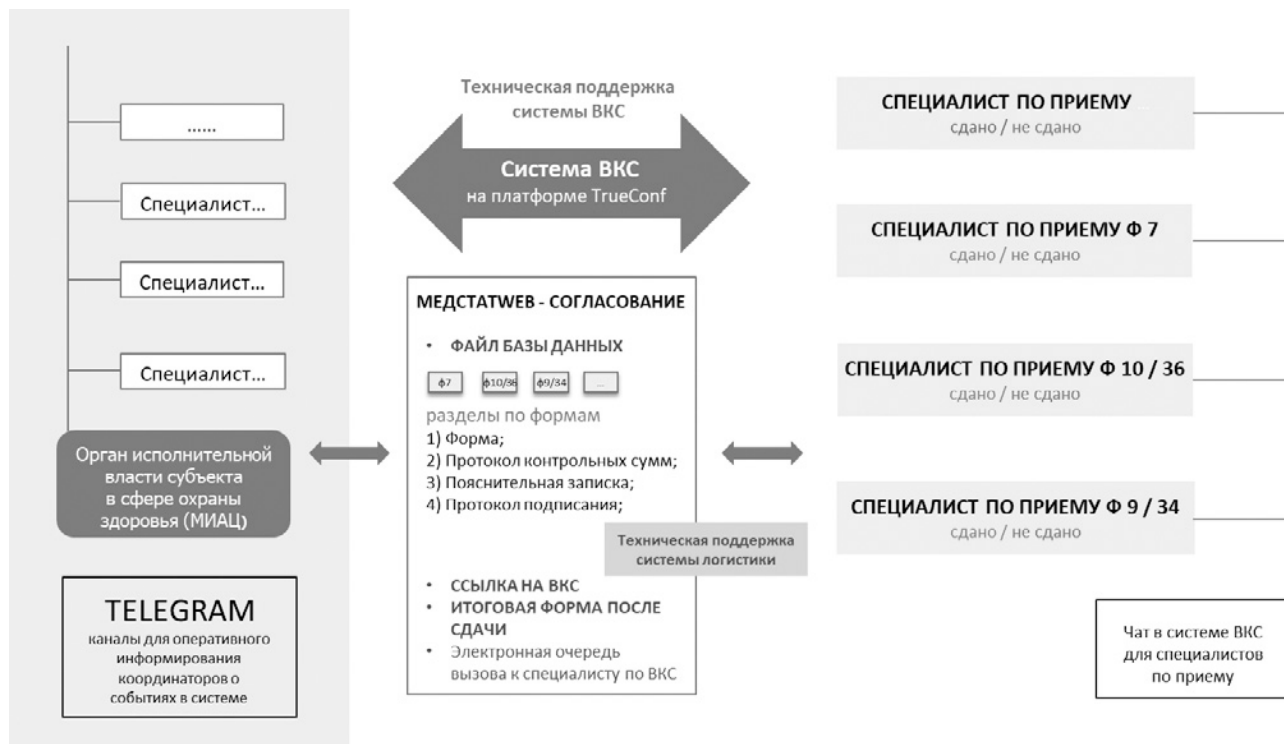 ......
Специалист...
Специалист...
Специалист...
Орган исполнительной
власти субъекта
в сфере охраны
здоровья (МИАЦ)
TELEGRAM
каналы для оперативного
информирования
координаторов о
событиях в системе
Техническая поддержка
системы ВКС
Система ВКС
на платформе TrueConf
МЕДСТАТWEB - СОГЛАСОВАНИЕ
• ФАЙЛ БАЗЫ ДАННЫХ
ф7 ф10/36 ф9/34 ...
разделы по формам
1) Форма;
2) Протокол контрольных сумм;
3) Пояснительная записка;
4) Протокол подписания;
Техническая поддержка
системы логистики
• ССЫЛКА НА ВКС
• ИТОГОВАЯ ФОРМА ПОСЛЕ
СДАЧИ
• Электронная очередь
вызова к специалисту по ВКС
СПЕЦИАЛИСТ ПО ПРИЕМУ ...
сдано / не сдано
СПЕЦИАЛИСТ ПО ПРИЕМУ Ф 7
сдано / не сдано
СПЕЦИАЛИСТ ПО ПРИЕМУ Ф 10 / 36
сдано / не сдано
СПЕЦИАЛИСТ ПО ПРИЕМУ Ф 9 / 34
сдано / не сдано
Чат в системе ВКС
для специалистов
по приему